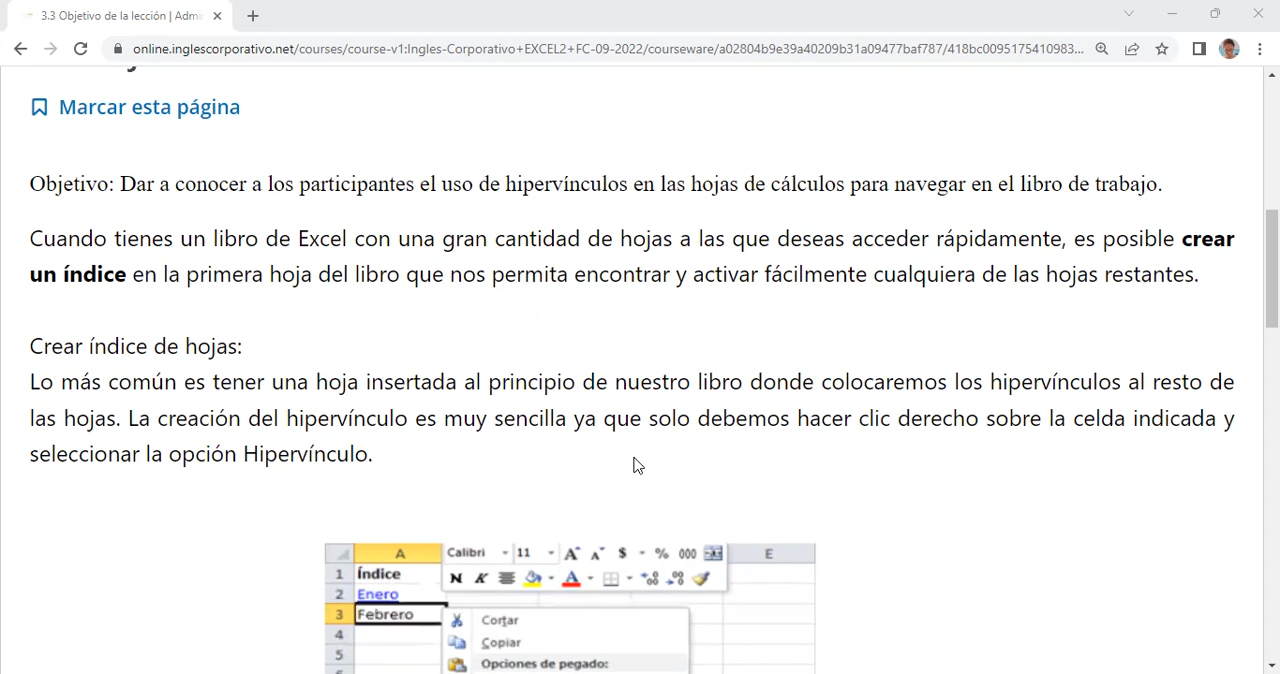 3.3 Objetivo de la lección | Admi
online.inglescorporativo.net/courses/course-v1:Ingles-Corporativo+EXCEL2+FC-09-2022/courseware/a02804b9e39a40209b31a09477baf787/418bc0095175410983...
Marcar esta página
Objetivo: Dar a conocer a los participantes el uso de hipervínculos en las hojas de cálculos para navegar en el libro de trabajo.
Cuando tienes un libro de Excel con una gran cantidad de hojas a las que deseas acceder rápidamente, es posible crear
un índice en la primera hoja del libro que nos permita encontrar y activar fácilmente cualquiera de las hojas restantes.
Crear índice de hojas:
Lo más común es tener una hoja insertada al principio de nuestro libro donde colocaremos los hipervínculos al resto de
las hojas. La creación del hipervínculo es muy sencilla ya que solo debemos hacer clic derecho sobre la celda indicada y
seleccionar la opción Hipervínculo.
A Calibri 11 A A $ % 000 E
1 Índice N K A
2 Enero
3 Febrero Cortar
4 Copiar
5 Opciones de pegado: